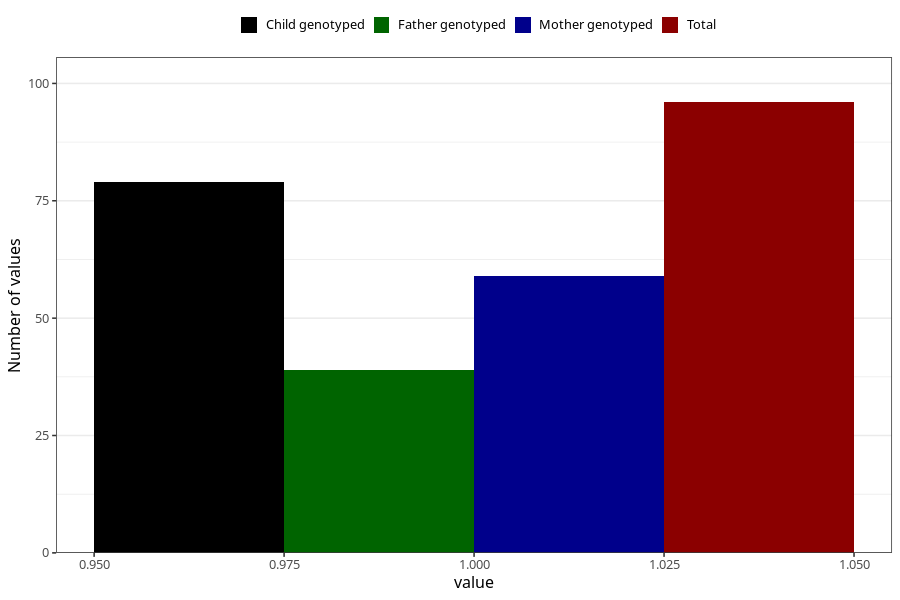 Child genotyped Father genotyped Mother genotyped Total
100
75
50
25
0
Number of values
0.950 0.975 1.000 1.025 1.050
value